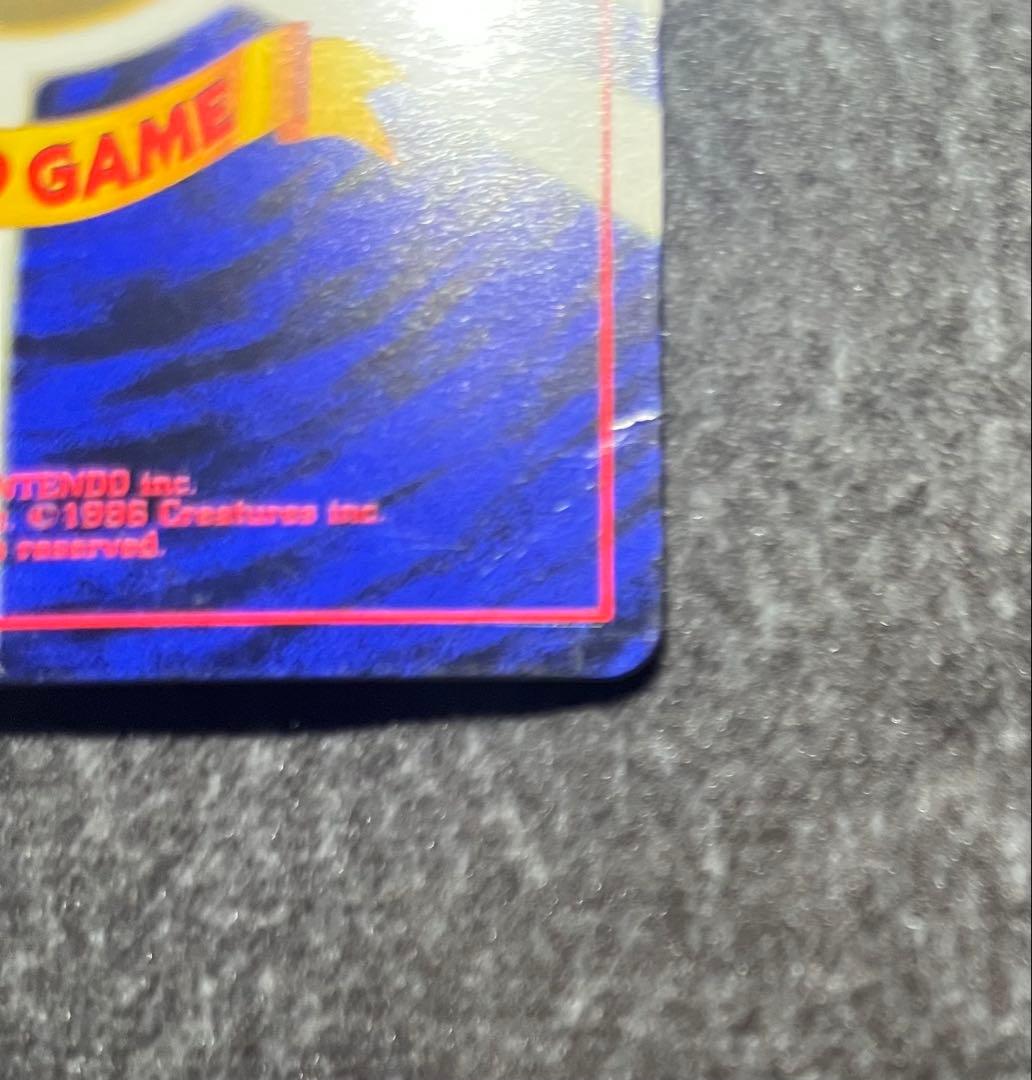 GAME
NTENDO inc.
. ©1996 Creatures inc.
reserved.